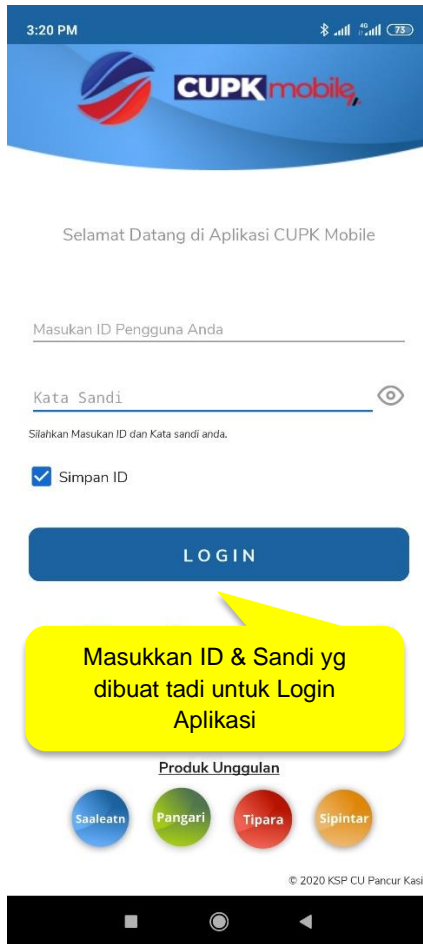 3:20 PM 4G 73
CUPK mobile
Selamat Datang di Aplikasi CUPK Mobile
Masukan ID Pengguna Anda
Kata Sandi
Silahkan Masukan ID dan Kata sandi anda.
Simpan ID
LOGIN
Masukkan ID & Sandi yg
dibuat tadi untuk Login
Aplikasi
Produk Unggulan
Saaleatn Pangari Tipara Sipintar
© 2020 KSP CU Pancur Kasi